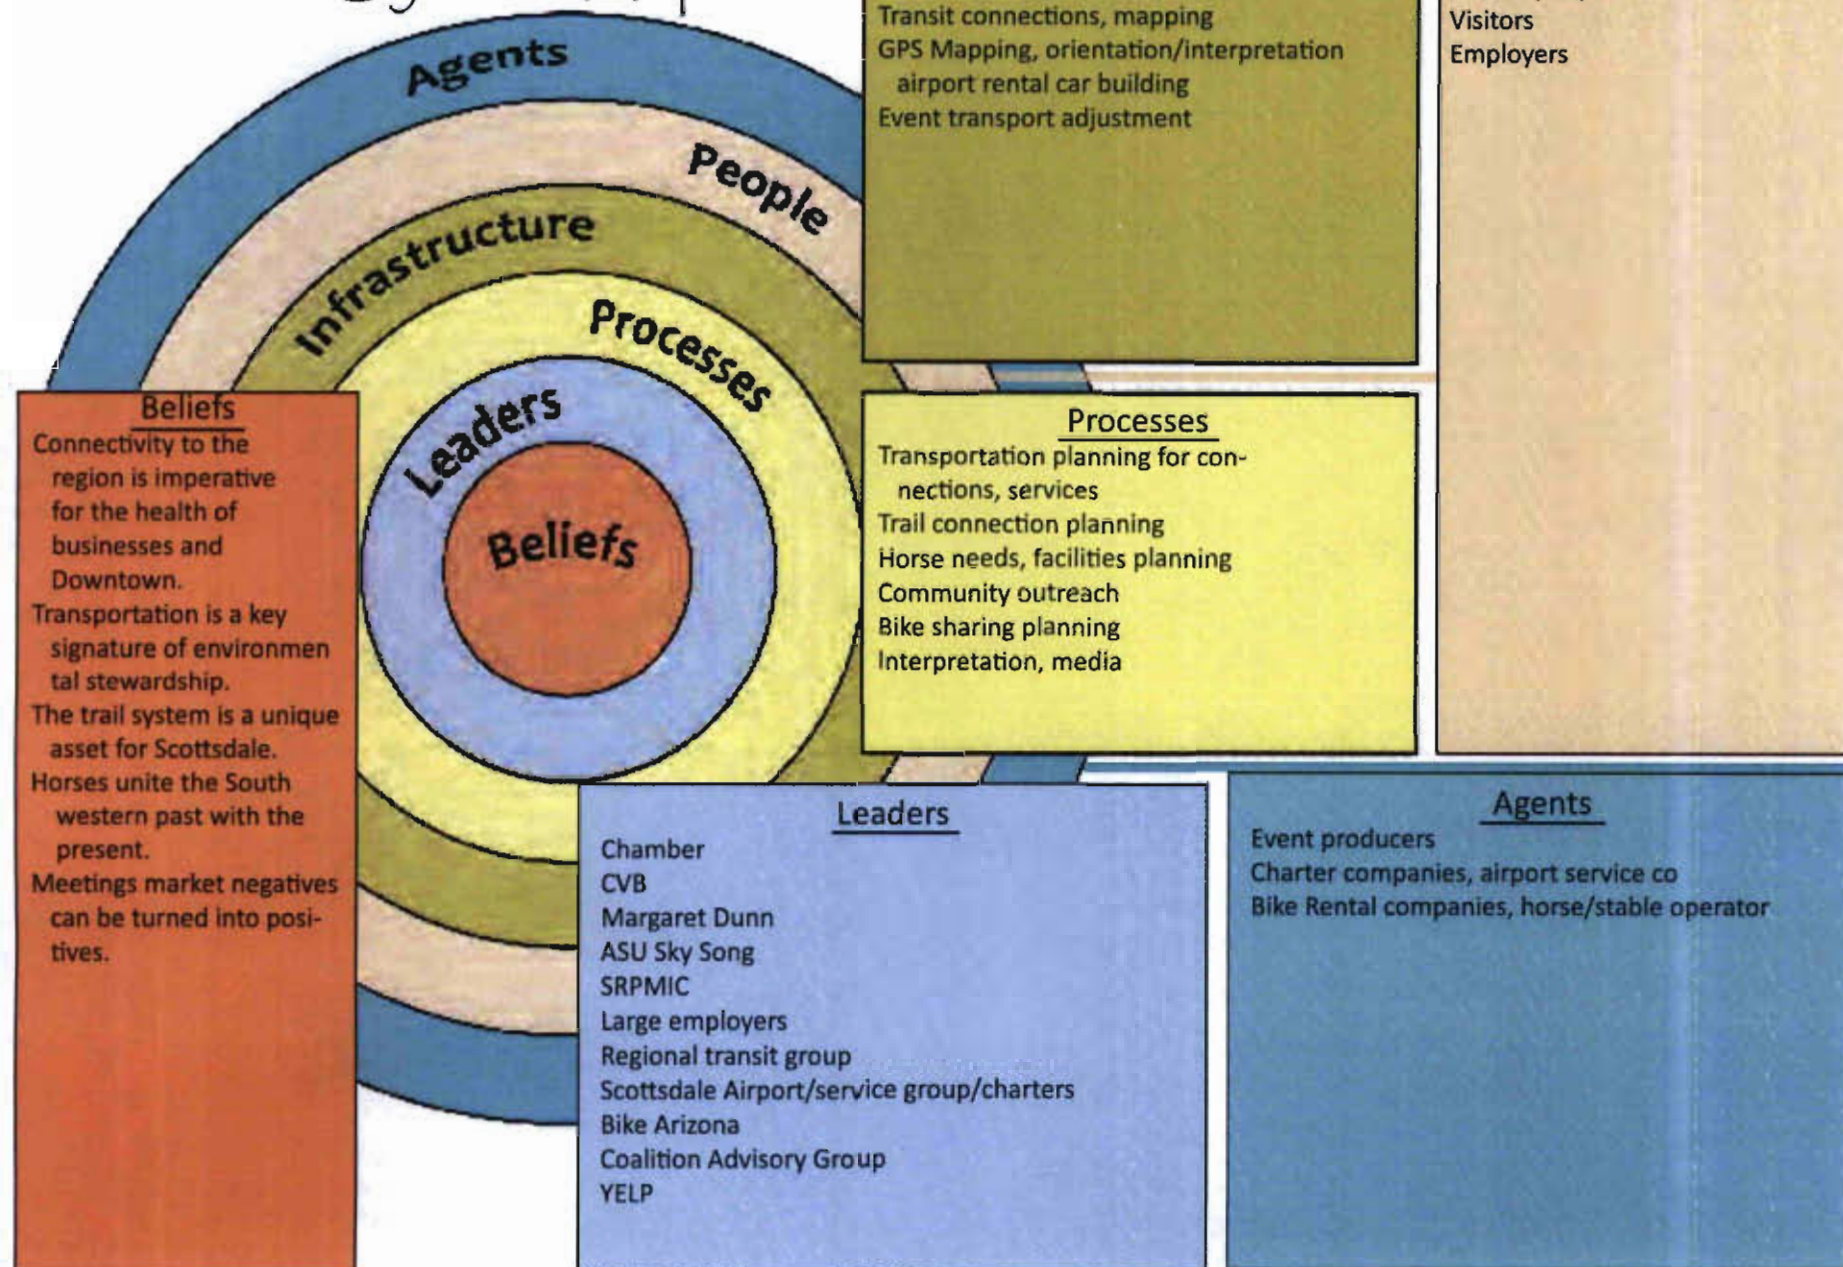 Transit connections, mapping
GPS Mapping, orientation/interpretation
airport rental car building
Event transport adjustment
Visitors
Employers
Agents
People
Infrastructure
Processes
Leaders
Beliefs
Beliefs
Connectivity to the
region is imperative
for the health of
businesses and
Downtown.
Transportation is a key
signature of environmen
tal stewardship.
The trail system is a unique
asset for Scottsdale.
Horses unite the South
western past with the
present.
Meetings market negatives
can be turned into posi-
tives.
Processes
Transportation planning for con-
nections, services
Trail connection planning
Horse needs, facilities planning
Community outreach
Bike sharing planning
Interpretation, media
Leaders
Chamber
CVB
Margaret Dunn
ASU Sky Song
SRPMIC
Large employers
Regional transit group
Scottsdale Airport/service group/charters
Bike Arizona
Coalition Advisory Group
YELP
Agents
Event producers
Charter companies, airport service co
Bike Rental companies, horse/stable operator